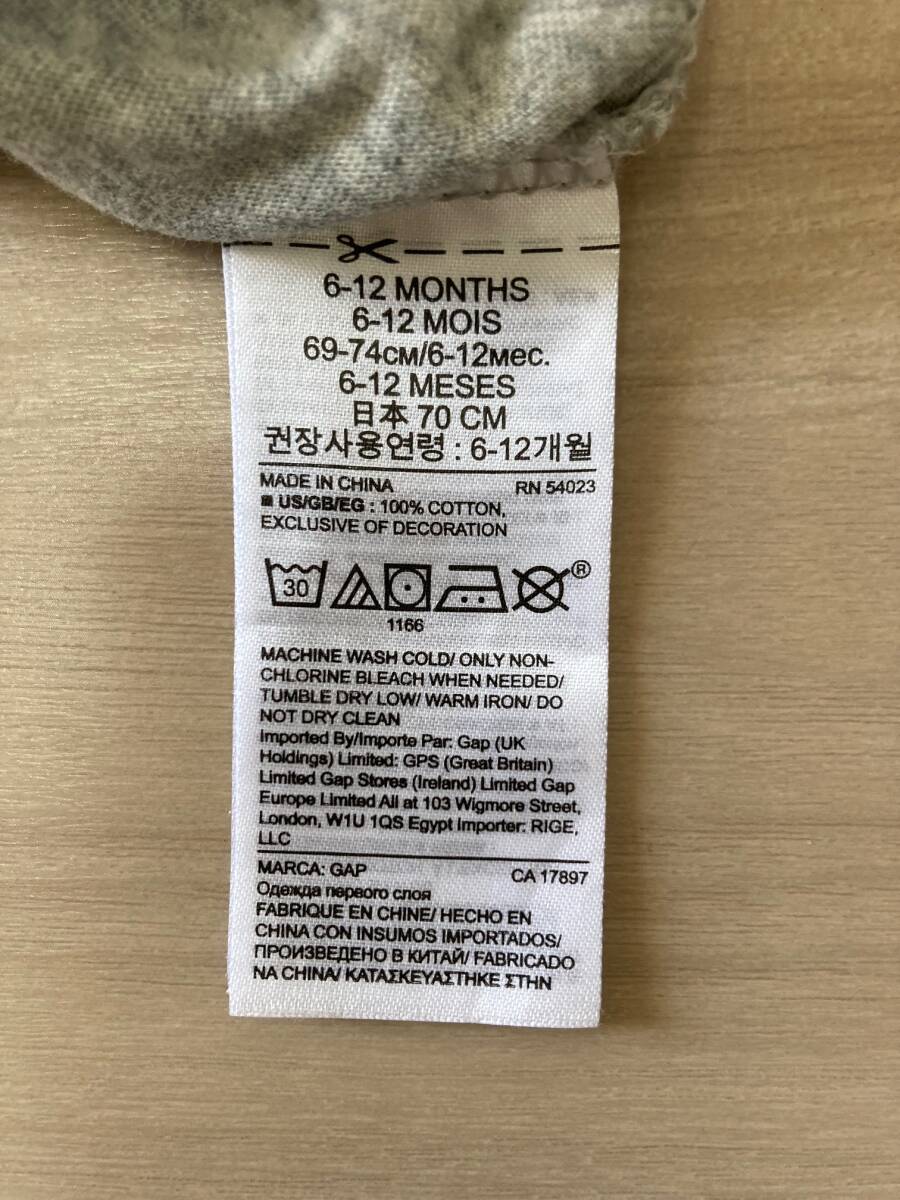 6-12 MONTHS
6-12 MOIS
69-74см/6-12мес.
6-12 MESES
日本 70 CM
권장사용연령 : 6-12개월
MADE IN CHINA RN 54023
■ US/GB/EG : 100% COTTON,
EXCLUSIVE OF DECORATION
30 ®
1166
MACHINE WASH COLD/ ONLY NON-
CHLORINE BLEACH WHEN NEEDED/
TUMBLE DRY LOW/ WARM IRON/ DO
NOT DRY CLEAN
Imported By/Importe Par: Gap (UK
Holdings) Limited: GPS (Great Britain)
Limited Gap Stores (Ireland) Limited Gap
Europe Limited All at 103 Wigmore Street,
London, W1U 1QS Egypt Importer: RIGE,
LLC
MARCA: GAP CA 17897
Одежда первого слоя
FABRIQUE EN CHINE/ HECHO EN
CHINA CON INSUMOS IMPORTADOS/
ПРОИЗВЕДЕНО В КИТАЙ/ FABRICADO
NA CHINA/ ΚΑΤΑΣΚΕΥΑΣΤΗΚΕ ΣΤΗΝ